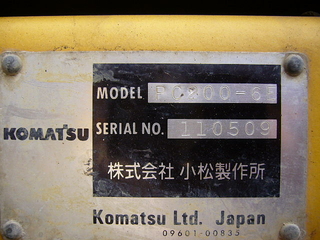 MODEL
KOMATSU
SERIAL NO. 110509
株式会社 小松製作所
Komatsu Ltd. Japan
09601-00835